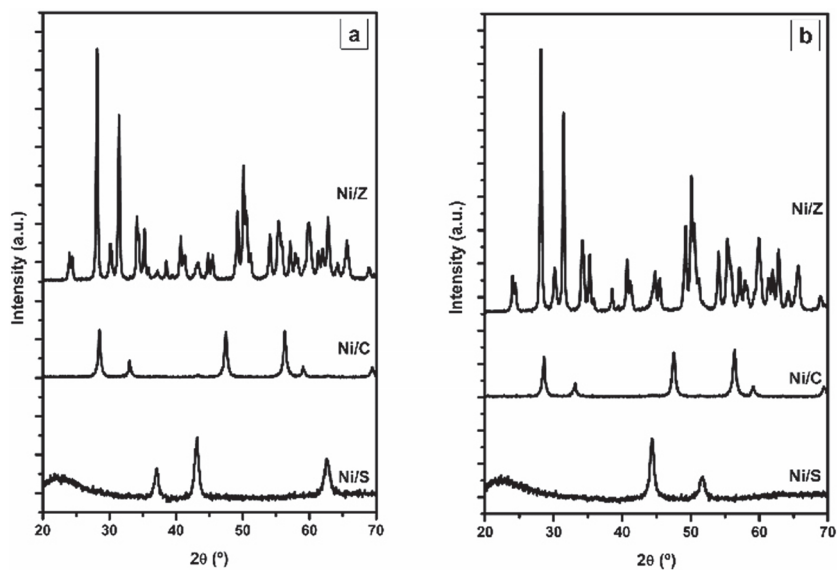 a
Ni/Z
Ni/C
Ni/S
Intensity (a.u.)
20 30 40 50 60 70
2θ (º)
b
Ni/Z
Ni/C
Ni/S
Intensity (a.u.)
20 30 40 50 60 70
2θ (º)